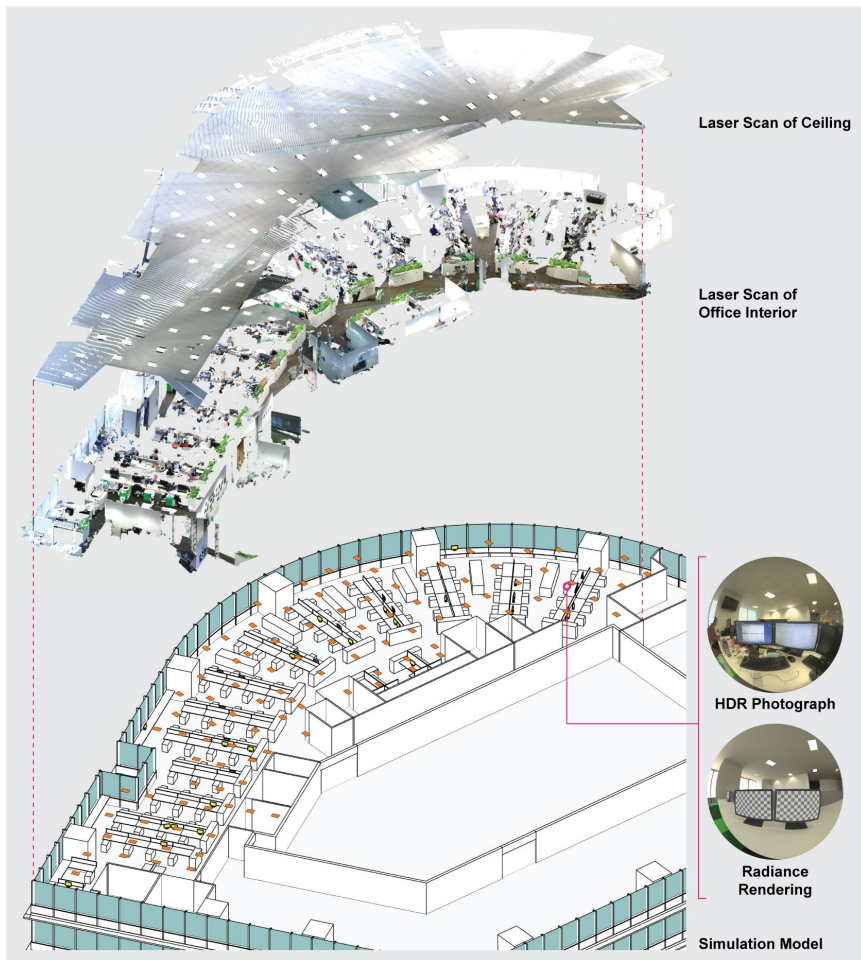 Laser Scan of Ceiling
Laser Scan of
Office Interior
HDR Photograph
Radiance
Rendering
Simulation Model